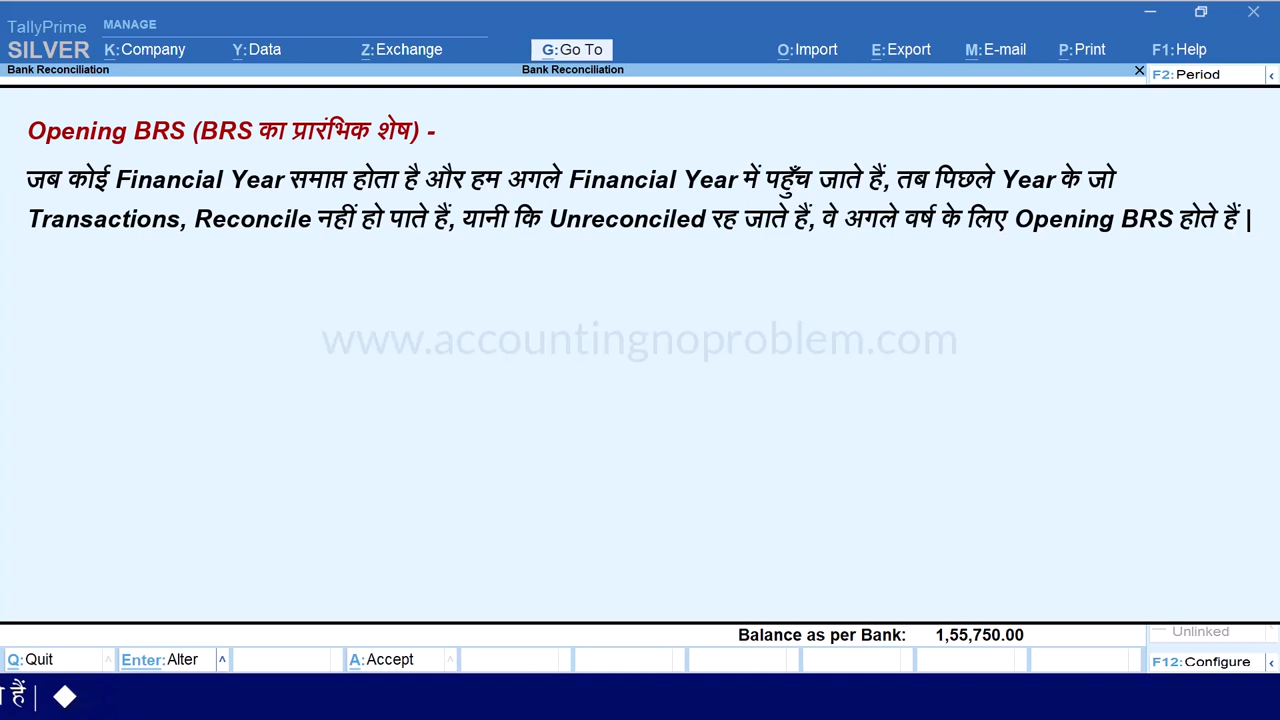 MANAGE
TallyPrime
SILVER
K:Company Y:Data Z:Exchange G:Go To O:Import E:Export M:E-mail P:Print F1:Help
Bank Reconciliation Bank Reconciliation
F2:Period
Opening BRS (BRS का प्रारंभिक शेष) -
जब कोई Financial Year समाप्त होता है और हम अगले Financial Year में पहुँच जाते हैं, तब पिछले Year के जो
Transactions, Reconcile नहीं हो पाते हैं, यानी कि Unreconciled रह जाते हैं, वे अगले वर्ष के लिए Opening BRS होते हैं |
www.accountingnoproblem.com
Balance as per Bank: 1,55,750.00
Unlinked
Q:Quit Enter:Alter A:Accept F12:Configure
हैं |